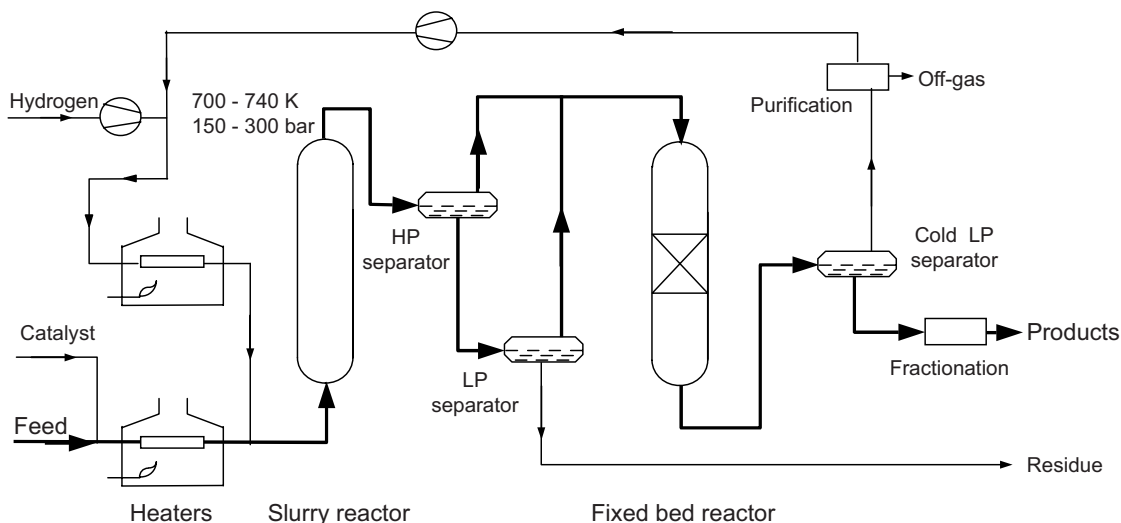 Hydrogen
700 - 740 K
150 - 300 bar
Purification
Off-gas
HP
separator
Cold LP
separator
Catalyst
Products
LP
separator
Fractionation
Feed
Residue
Heaters
Slurry reactor
Fixed bed reactor